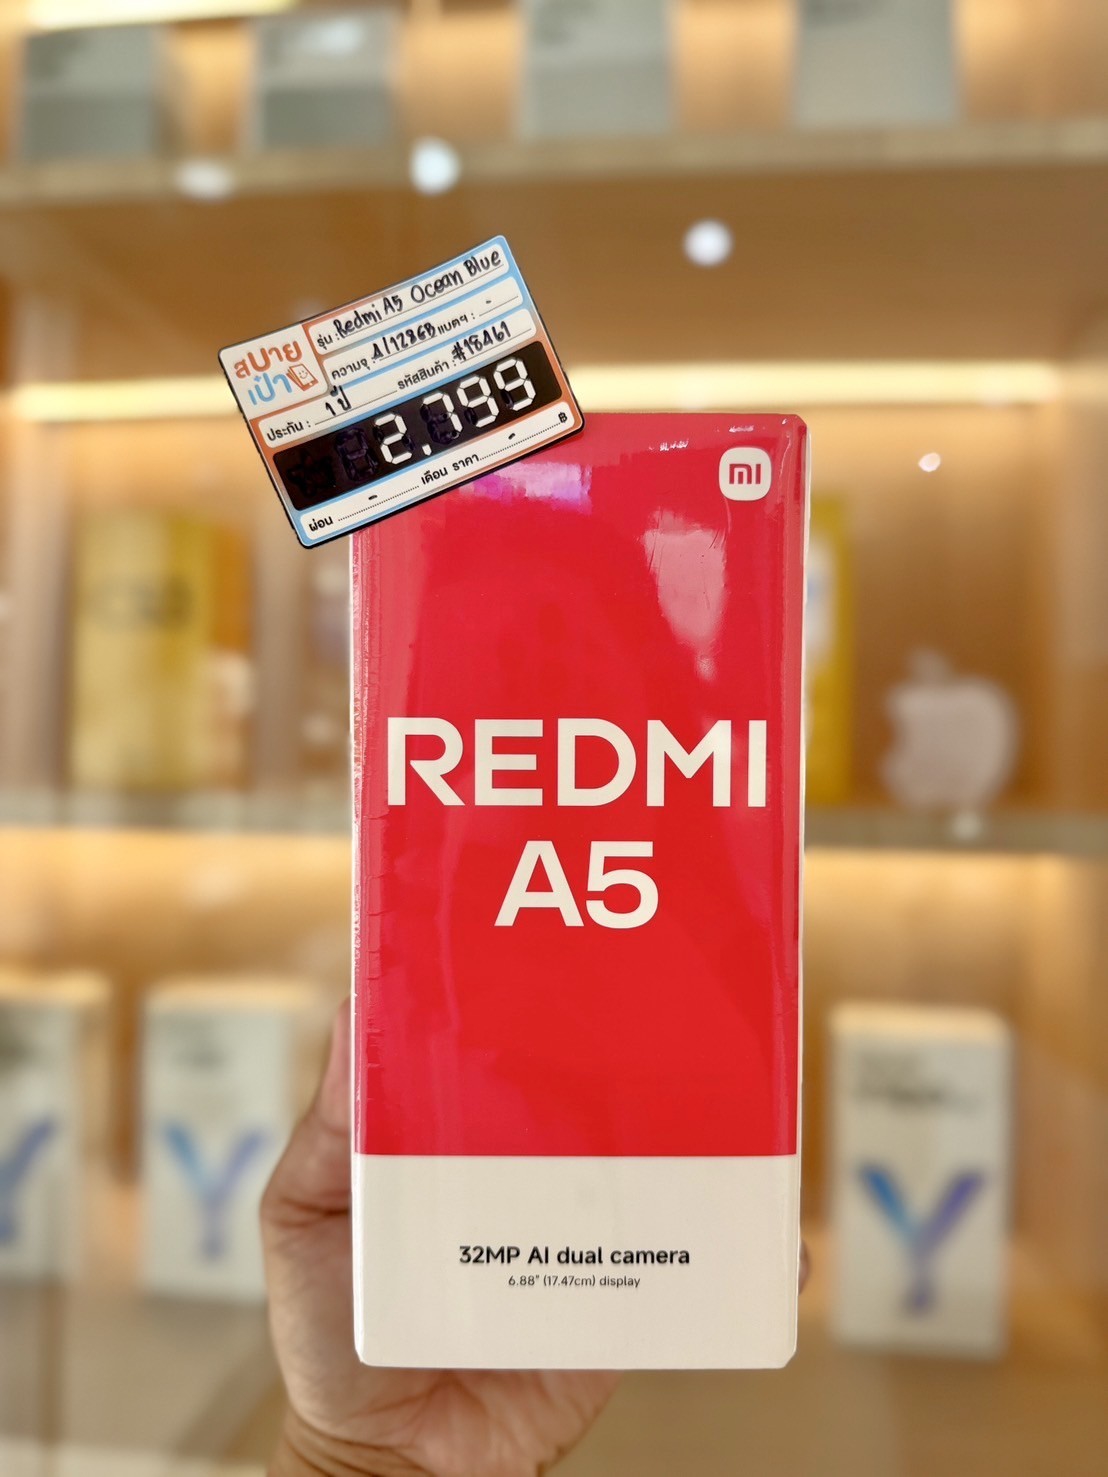 สบาย
เป๋า
รุ่น : Redmi A5 Ocean Blue
ความจุ : 4/128GB แบตฯ : -
ประกัน : 1 ปี รหัสสินค้า : #18461
2,799
ผ่อน ........ - ........ เดือน ราคา ........ - ........ ฿
mi
REDMI
A5
32MP AI dual camera
6.88" (17.47cm) display